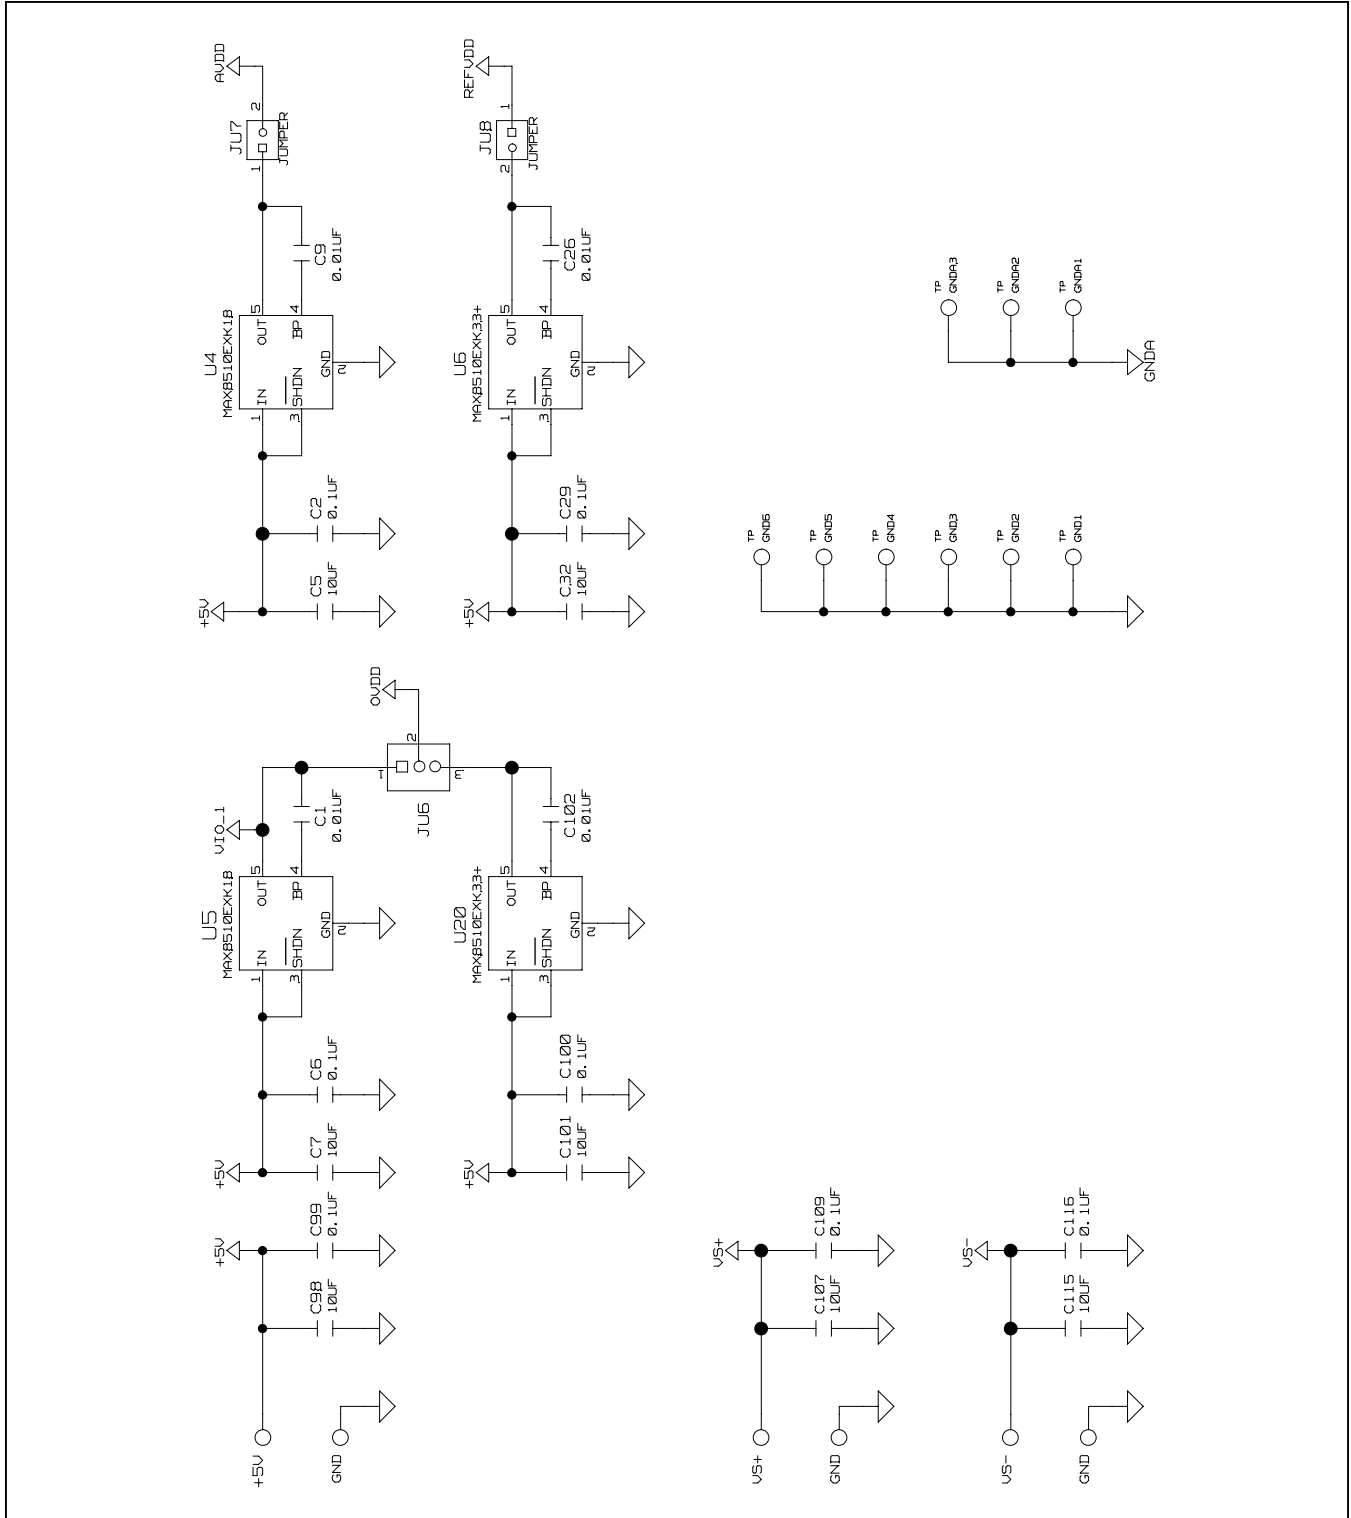 AVDD
2
JU7
JUMPER
1
C9
0.01UF
U4
MAX8510EXK18
OUT
5
BP
4
GND
2
IN
1
SHDN
3
C2
0.1UF
C5
10UF
+5V
REFVDD
1
JU8
JUMPER
2
C26
0.01UF
U6
MAX8510EXK33+
OUT
5
BP
4
GND
2
IN
1
SHDN
3
C29
0.1UF
C32
10UF
+5V
TP
GNDA3
TP
GNDA2
TP
GNDA1
GNDA
TP
GND6
TP
GND5
TP
GND4
TP
GND3
TP
GND2
TP
GND1
OVDD
2
1
3
JU6
VIO_1
C1
0.01UF
U5
MAX8510EXK18
OUT
5
BP
4
GND
2
IN
1
SHDN
3
C6
0.1UF
C7
10UF
+5V
C102
0.01UF
U20
MAX8510EXK33+
OUT
5
BP
4
GND
2
IN
1
SHDN
3
C100
0.1UF
C101
10UF
+5V
+5V
C99
0.1UF
C98
10UF
+5V
GND
VS+
C109
0.1UF
C107
10UF
VS+
GND
VS-
C116
0.1UF
C115
10UF
VS-
GND